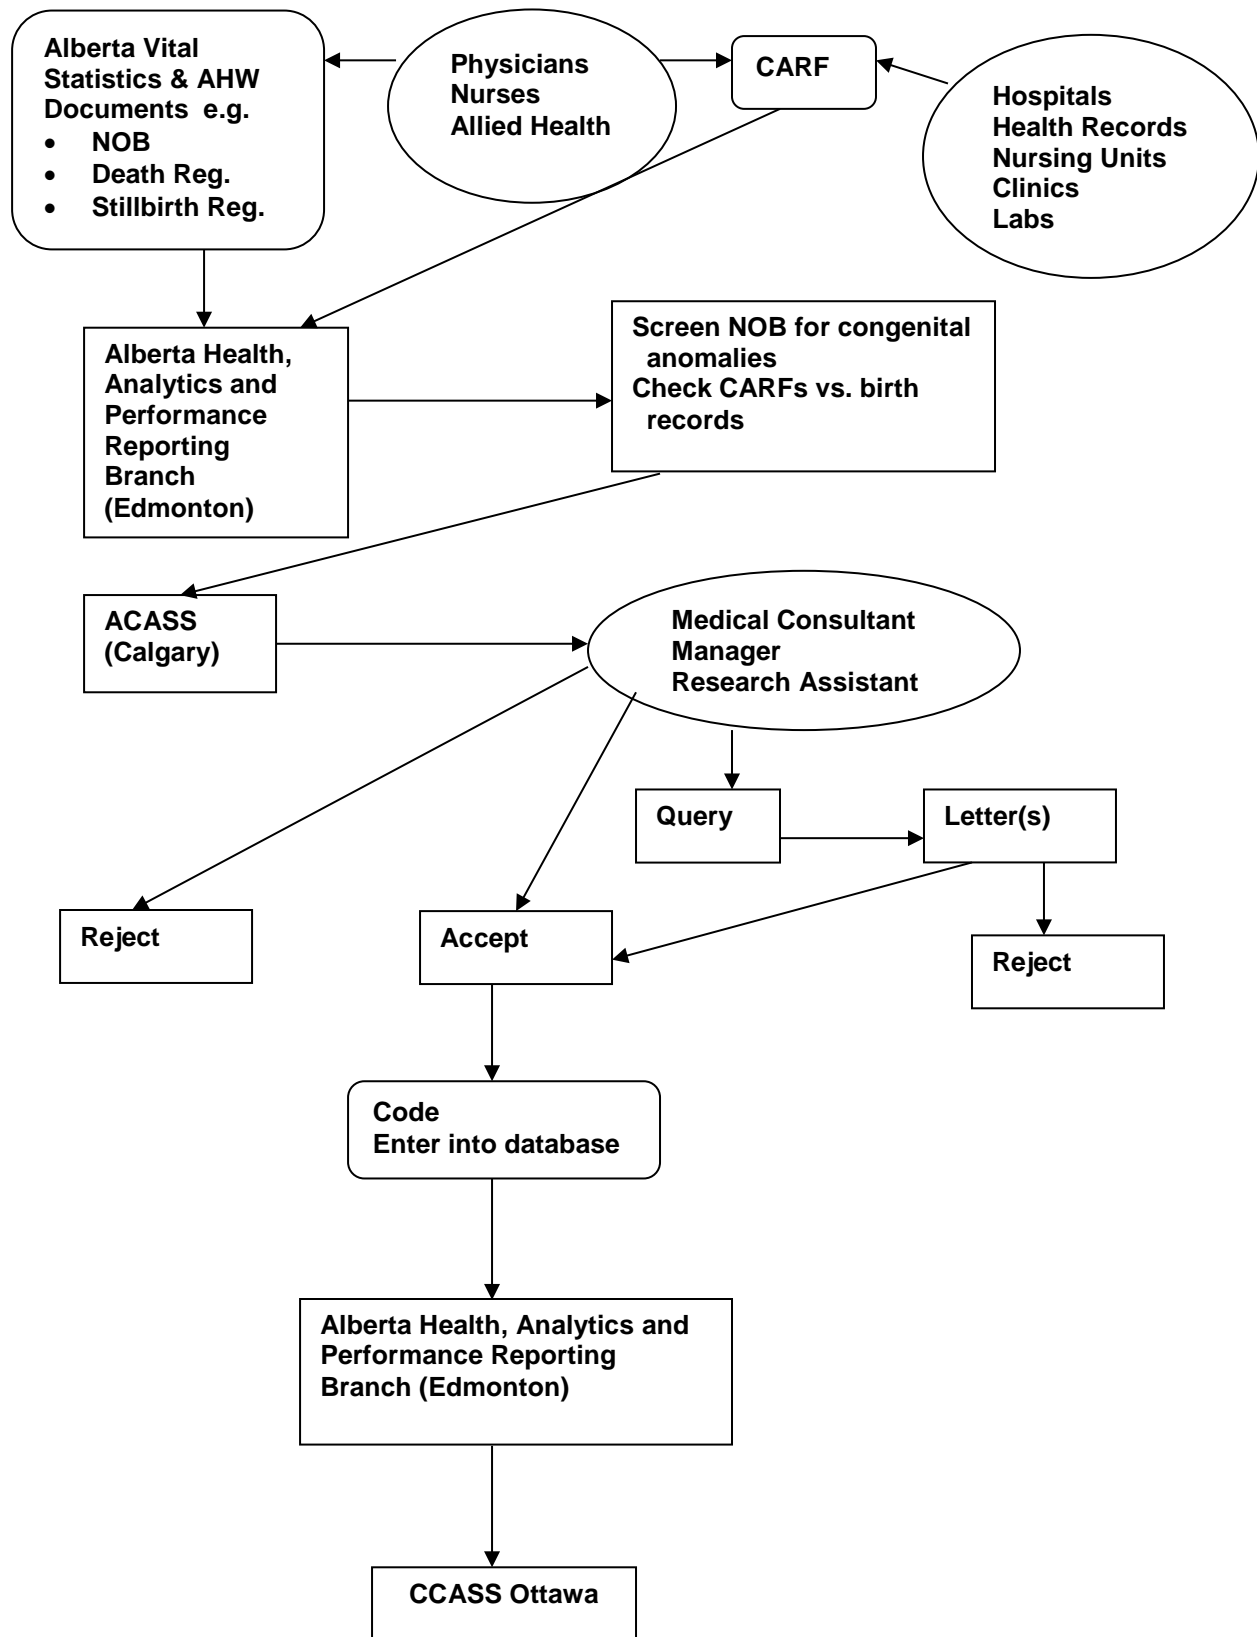 Alberta Vital
Statistics & AHW
Documents e.g.
• NOB
• Death Reg.
• Stillbirth Reg.
Physicians
Nurses
Allied Health
CARF
Hospitals
Health Records
Nursing Units
Clinics
Labs
Alberta Health,
Analytics and
Performance
Reporting
Branch
(Edmonton)
Screen NOB for congenital
anomalies
Check CARFs vs. birth
records
ACASS
(Calgary)
Medical Consultant
Manager
Research Assistant
Query
Letter(s)
Reject
Accept
Reject
Code
Enter into database
Alberta Health, Analytics and
Performance Reporting
Branch (Edmonton)
CCASS Ottawa